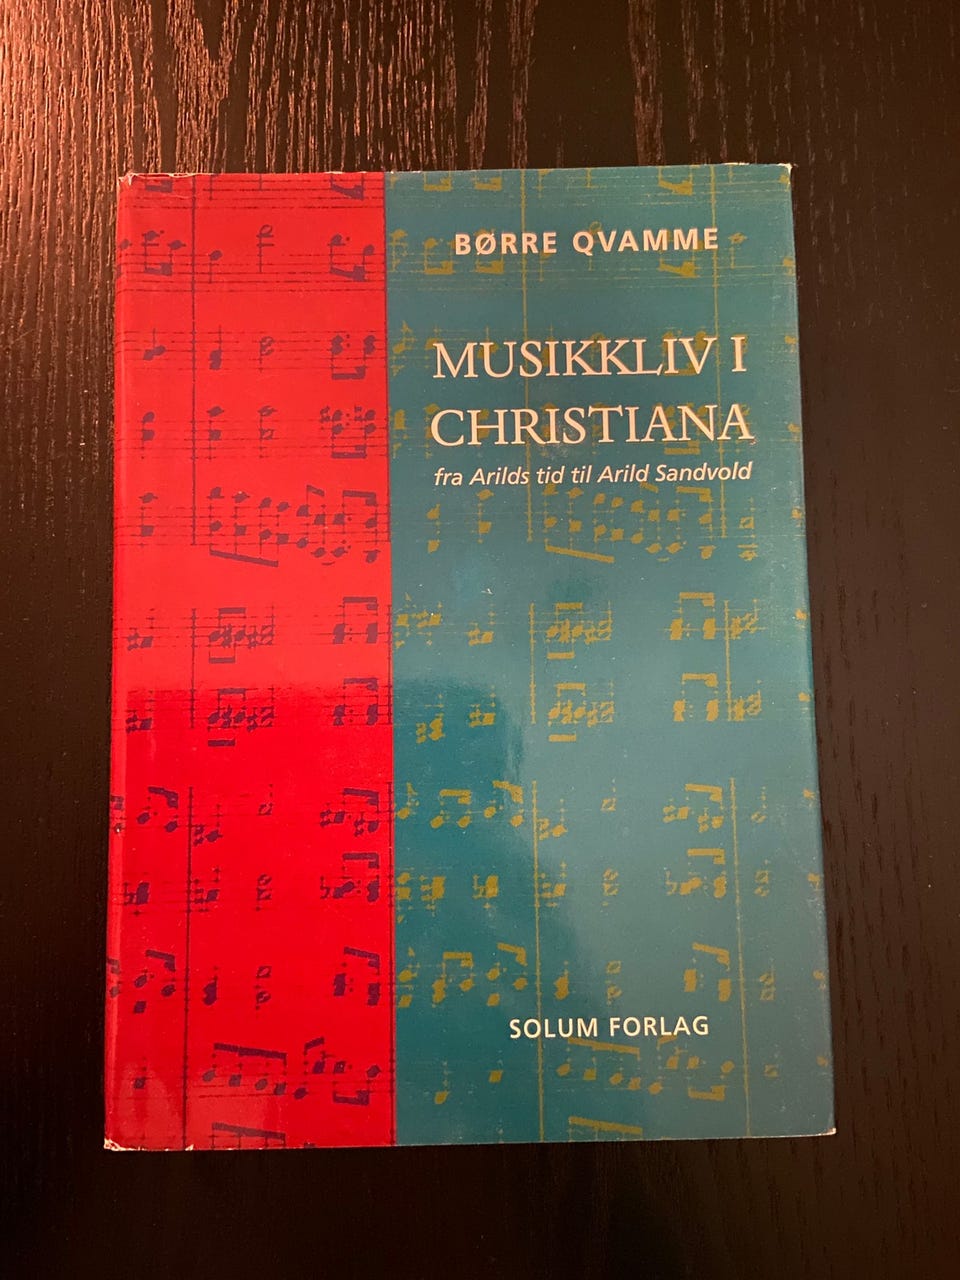 BØRRE QVAMME
MUSIKKLIV I
CHRISTIANA
fra Arilds tid til Arild Sandvold
SOLUM FORLAG